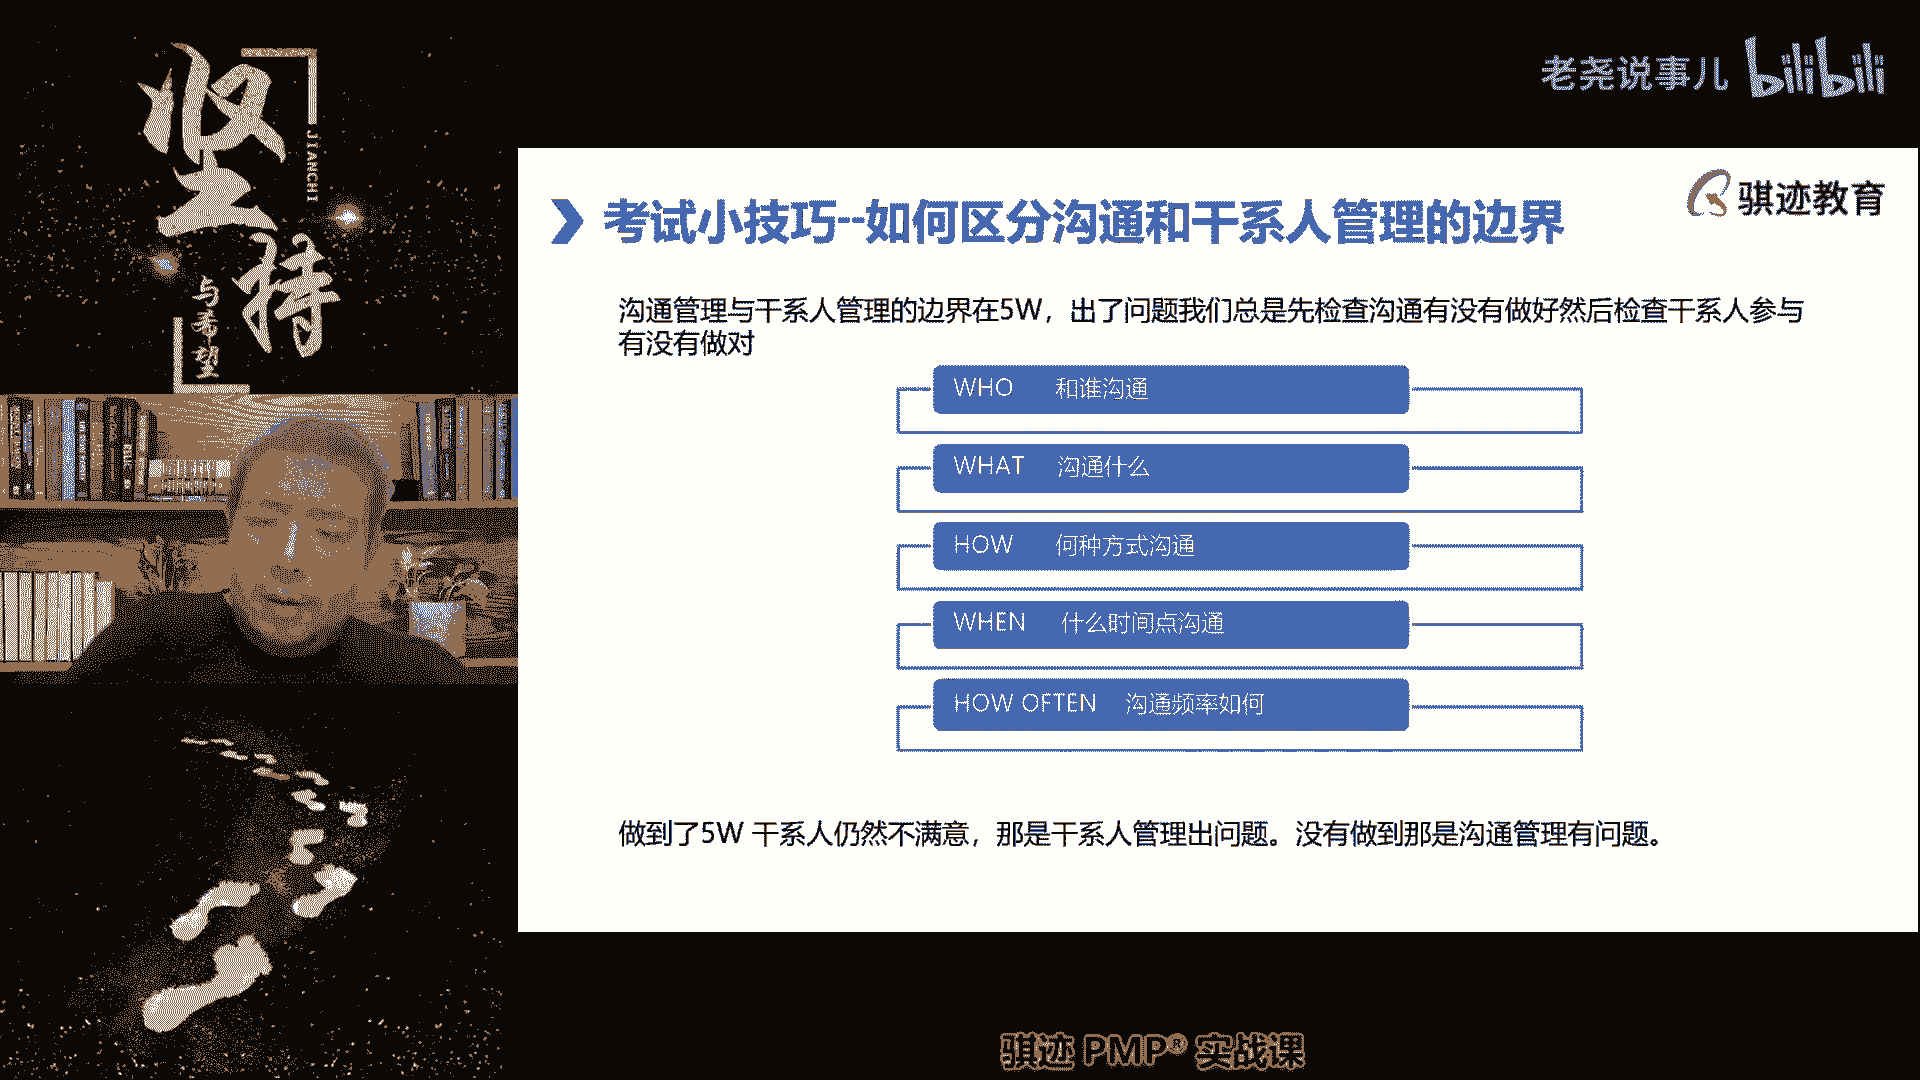 坚持
JIANCHI
与希望
老尧说事儿 bilibili
骐迹教育
考试小技巧--如何区分沟通和干系人管理的边界
沟通管理与干系人管理的边界在5W，出了问题我们总是先检查沟通有没有做好然后检查干系人参与
有没有做对
WHO 和谁沟通
WHAT 沟通什么
HOW 何种方式沟通
WHEN 什么时间点沟通
HOW OFTEN 沟通频率如何
做到了5W 干系人仍然不满意，那是干系人管理出问题。没有做到那是沟通管理有问题。
骐迹 PMP® 实战课